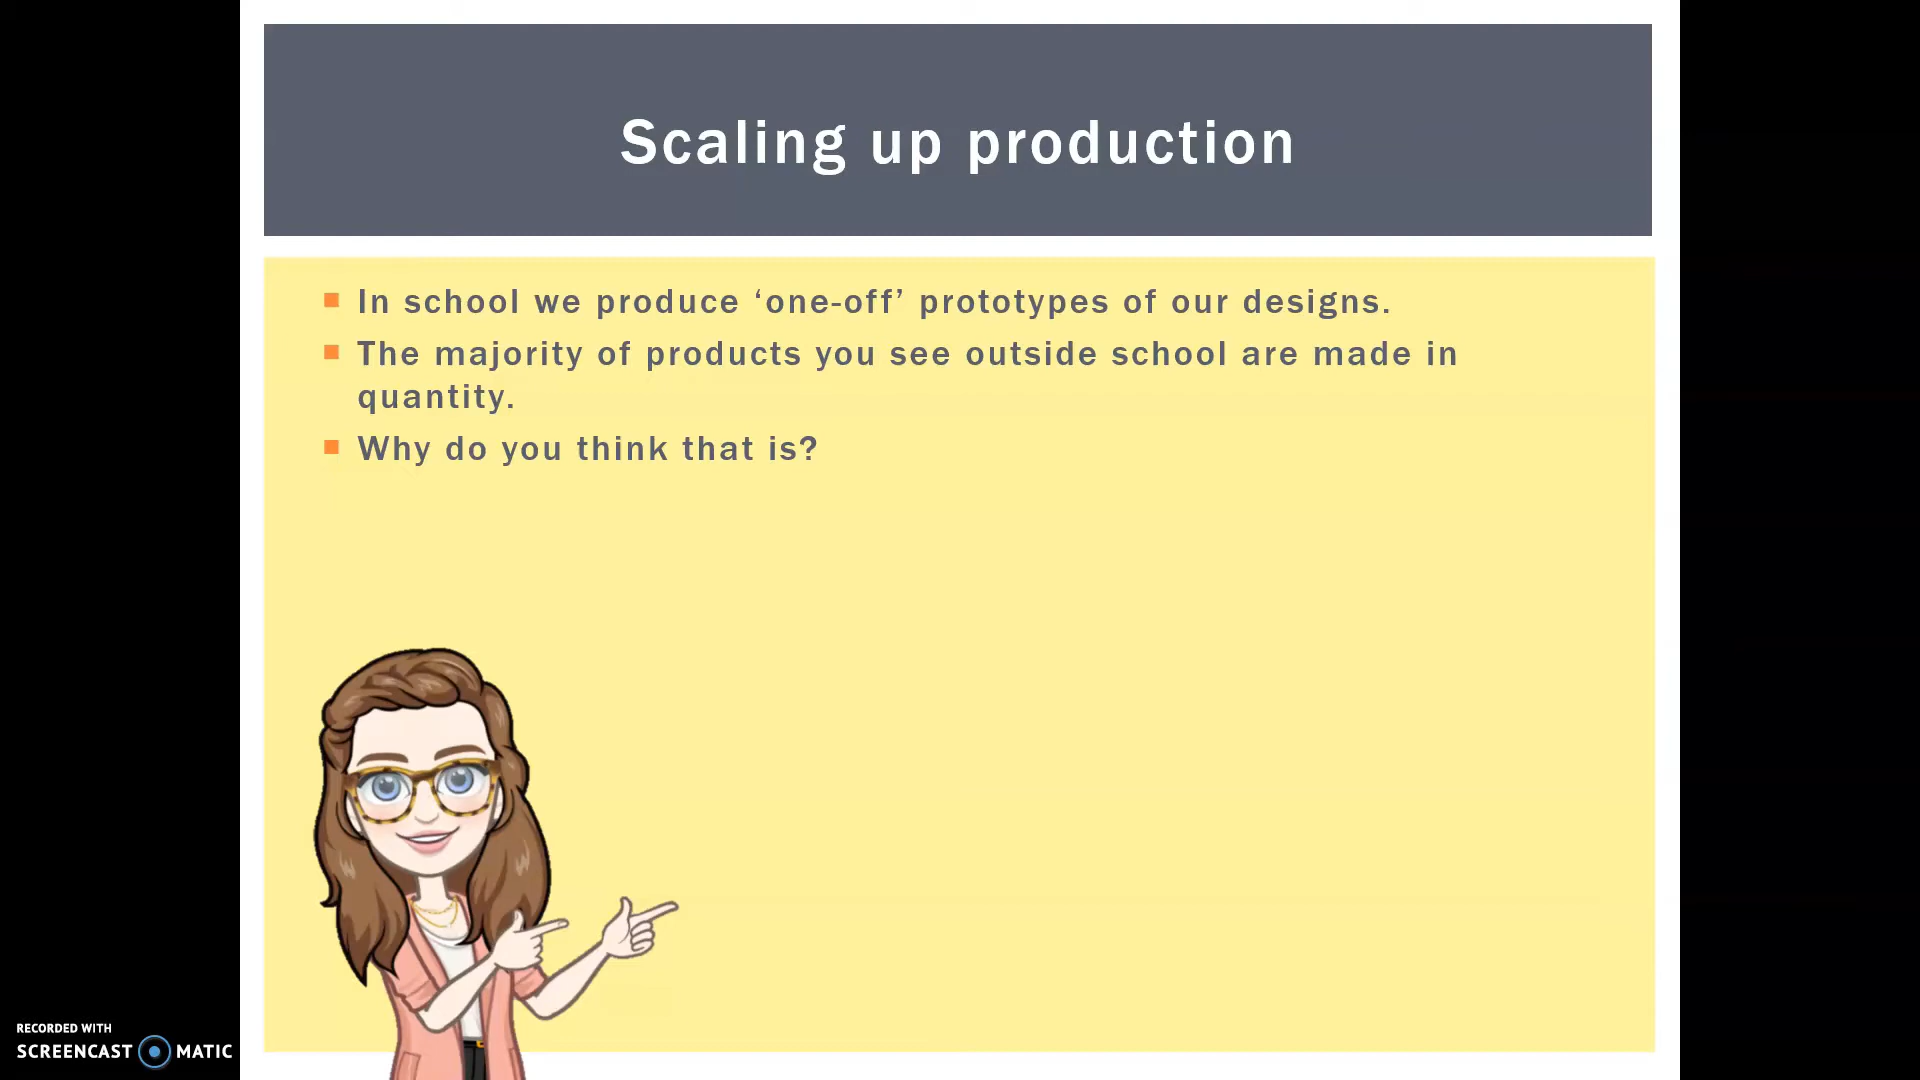 Scaling up production
In school we produce ‘one-off’ prototypes of our designs.
The majority of products you see outside school are made in
quantity.
Why do you think that is?
RECORDED WITH
SCREENCAST MATIC